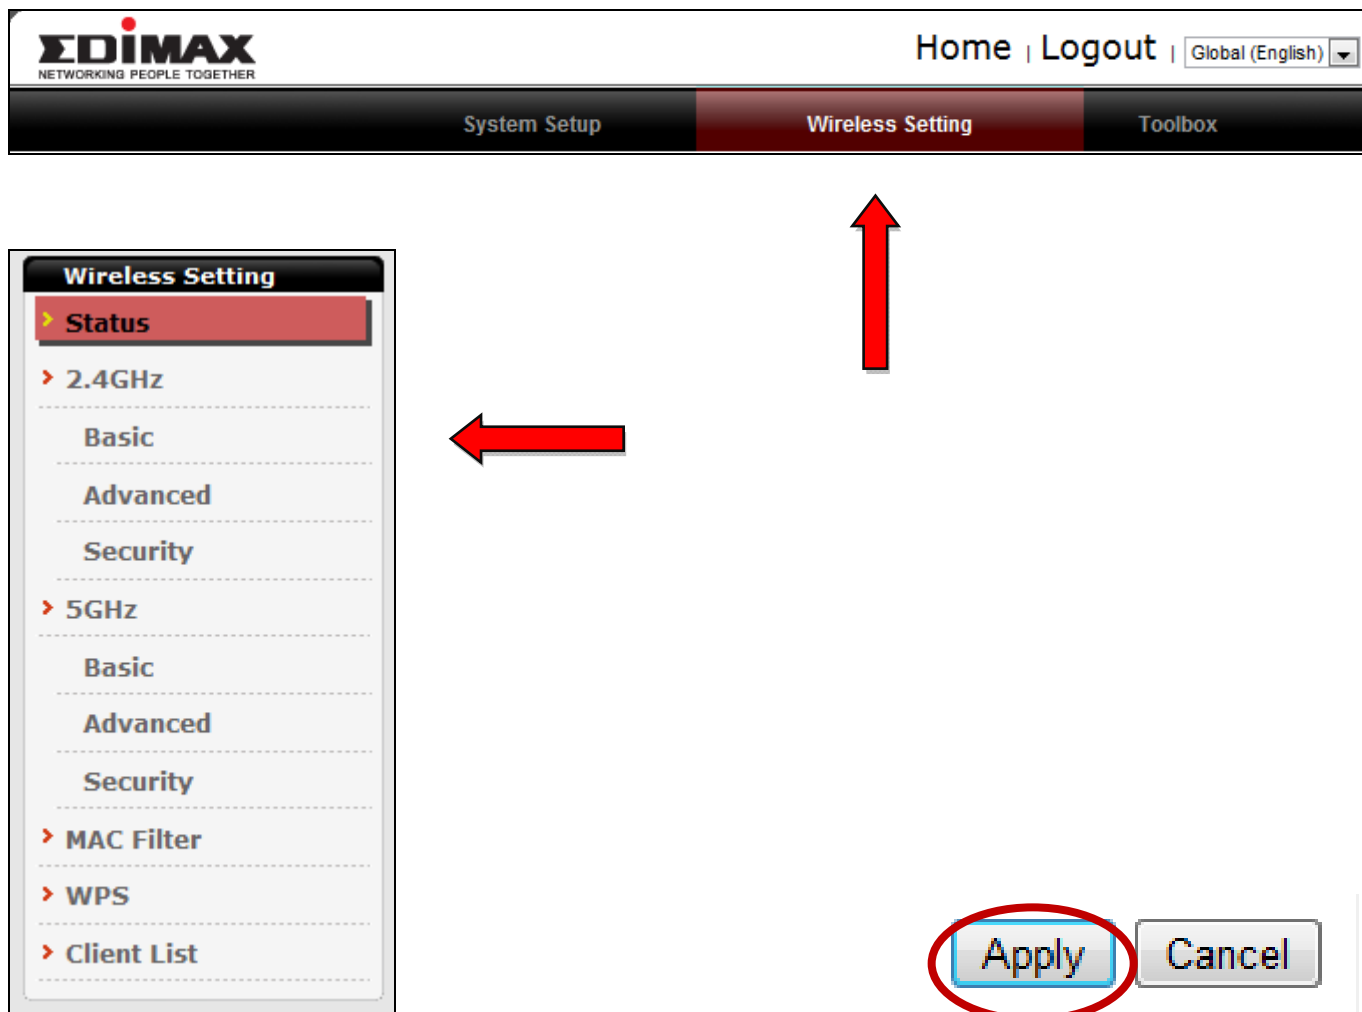 EDIMAX
NETWORKING PEOPLE TOGETHER
Home | Logout | Global (English)
System Setup Wireless Setting Toolbox
Wireless Setting
Status
2.4GHz
Basic
Advanced
Security
5GHz
Basic
Advanced
Security
MAC Filter
WPS
Client List
Apply Cancel